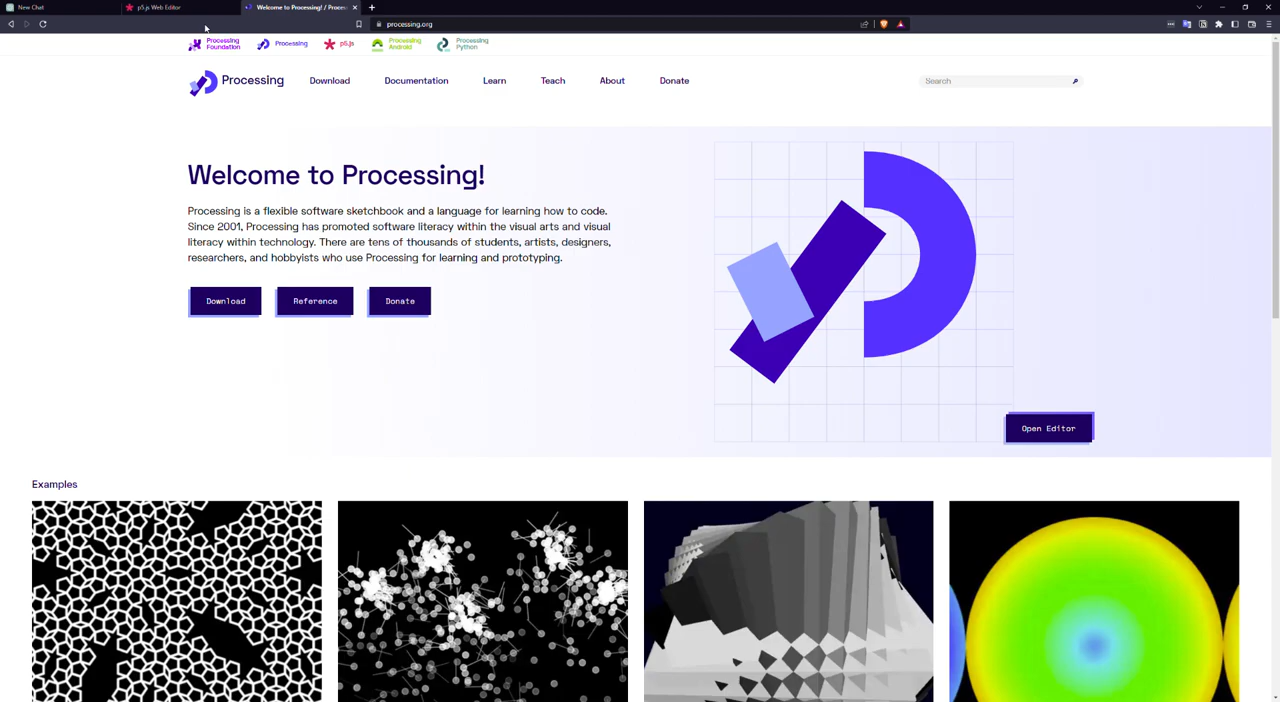 New Chat
p5.js Web Editor
Welcome to Processing! / Proces
processing.org
Processing Foundation
Processing
p5.js
Processing Android
Processing Python
Processing
Download
Documentation
Learn
Teach
About
Donate
Search
Welcome to Processing!
Processing is a flexible software sketchbook and a language for learning how to code.
Since 2001, Processing has promoted software literacy within the visual arts and visual
literacy within technology. There are tens of thousands of students, artists, designers,
researchers, and hobbyists who use Processing for learning and prototyping.
Download
Reference
Donate
Open Editor
Examples